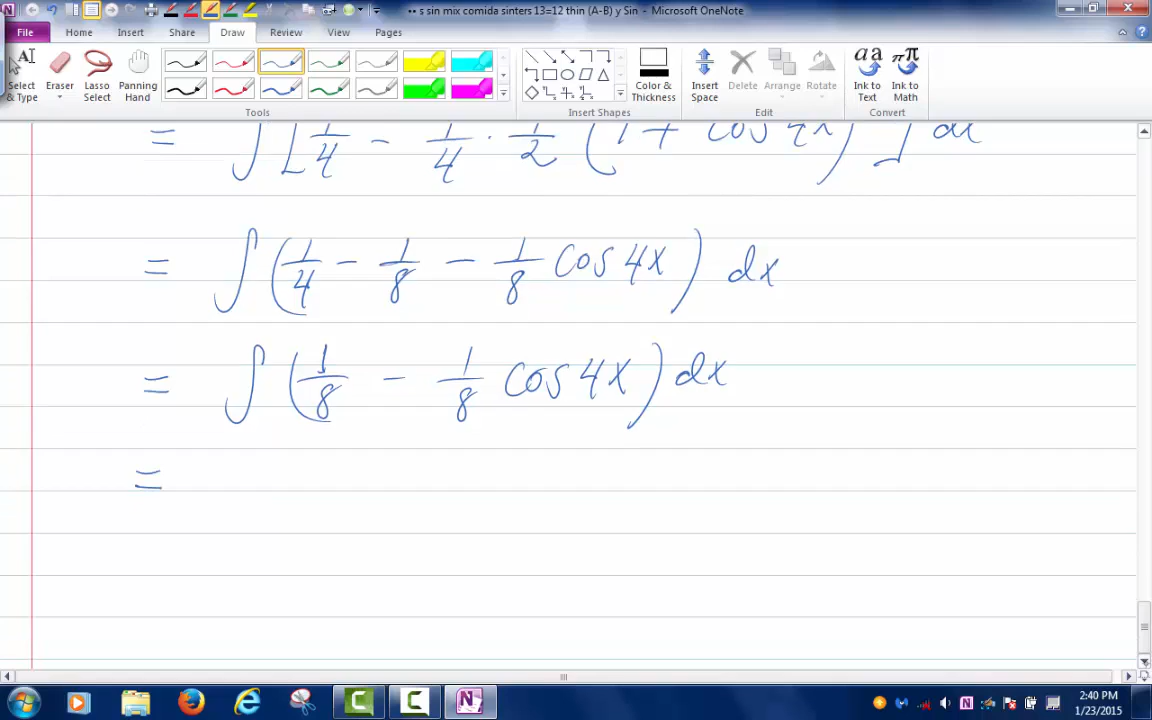 •• s sin mix comida sinters 13=12 thin (A-B) y Sin - Microsoft OneNote
File Home Insert Share Draw Review View Pages
Select & Type
Eraser
Lasso Select
Panning Hand
Color & Thickness
Insert Space
Delete
Arrange
Rotate
Ink to Text
Ink to Math
Tools Insert Shapes Edit Convert
= ∫ [ 1/4 - 1/4 · 1/2 (1 + cos 4x) ] dx
= ∫ ( 1/4 - 1/8 - 1/8 cos 4x ) dx
= ∫ ( 1/8 - 1/8 cos 4x ) dx
=
2:40 PM
1/23/2015